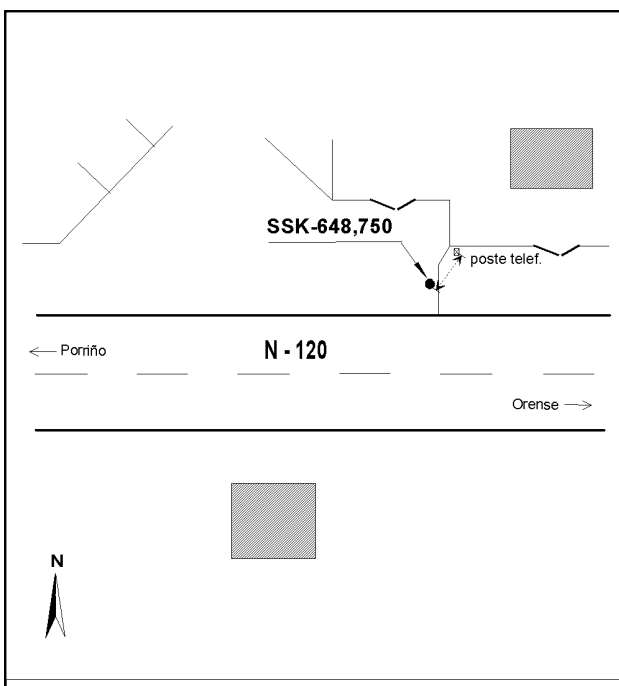 SSK-648,750
poste telef.
Porriño
N - 120
Orense
N